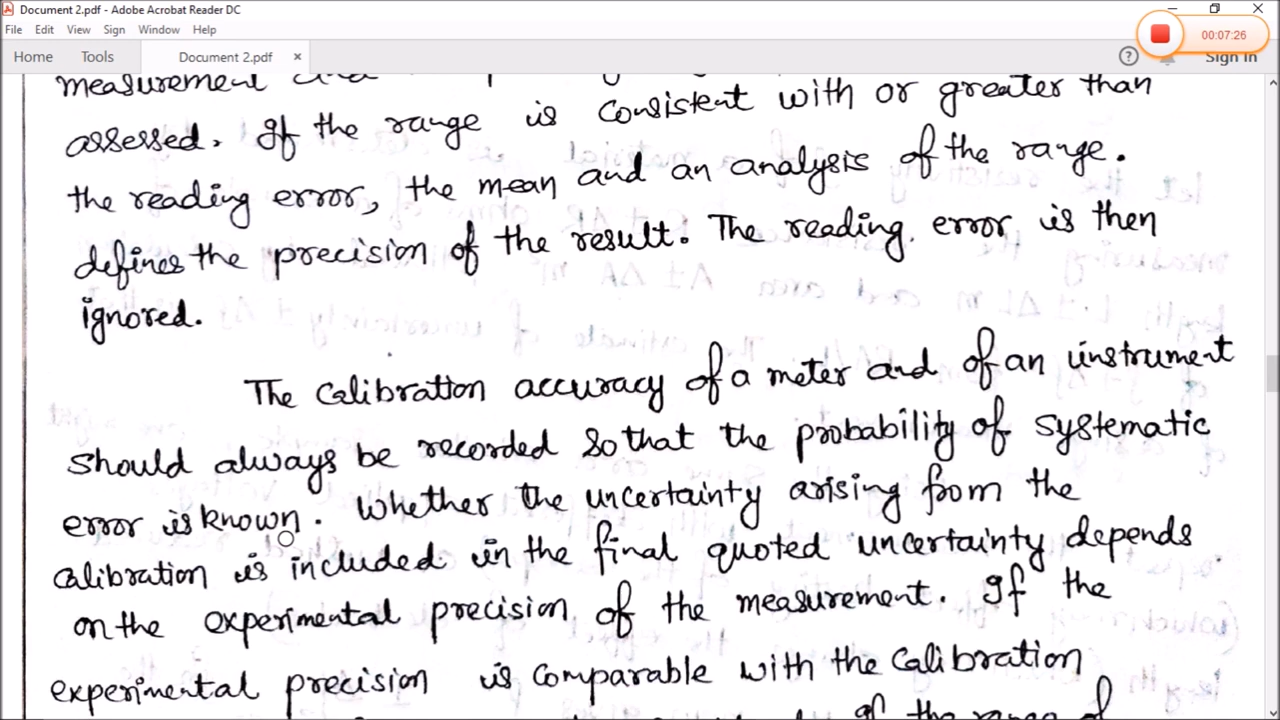 Document 2.pdf - Adobe Acrobat Reader DC
File Edit View Sign Window Help
00:07:26
Home Tools Document 2.pdf × ? Sign In
measurement
assessed. If the range is consistent with or greater than
the reading error, the mean and an analysis of the range.
defines the precision of the result. The reading error is then
ignored.
The calibration accuracy of a meter and of an instrument
should always be recorded so that the probability of systematic
error is known. Whether the uncertainty arising from the
calibration is included in the final quoted uncertainty depends
on the experimental precision of the measurement. If the
experimental precision is comparable with the calibration
If the range of